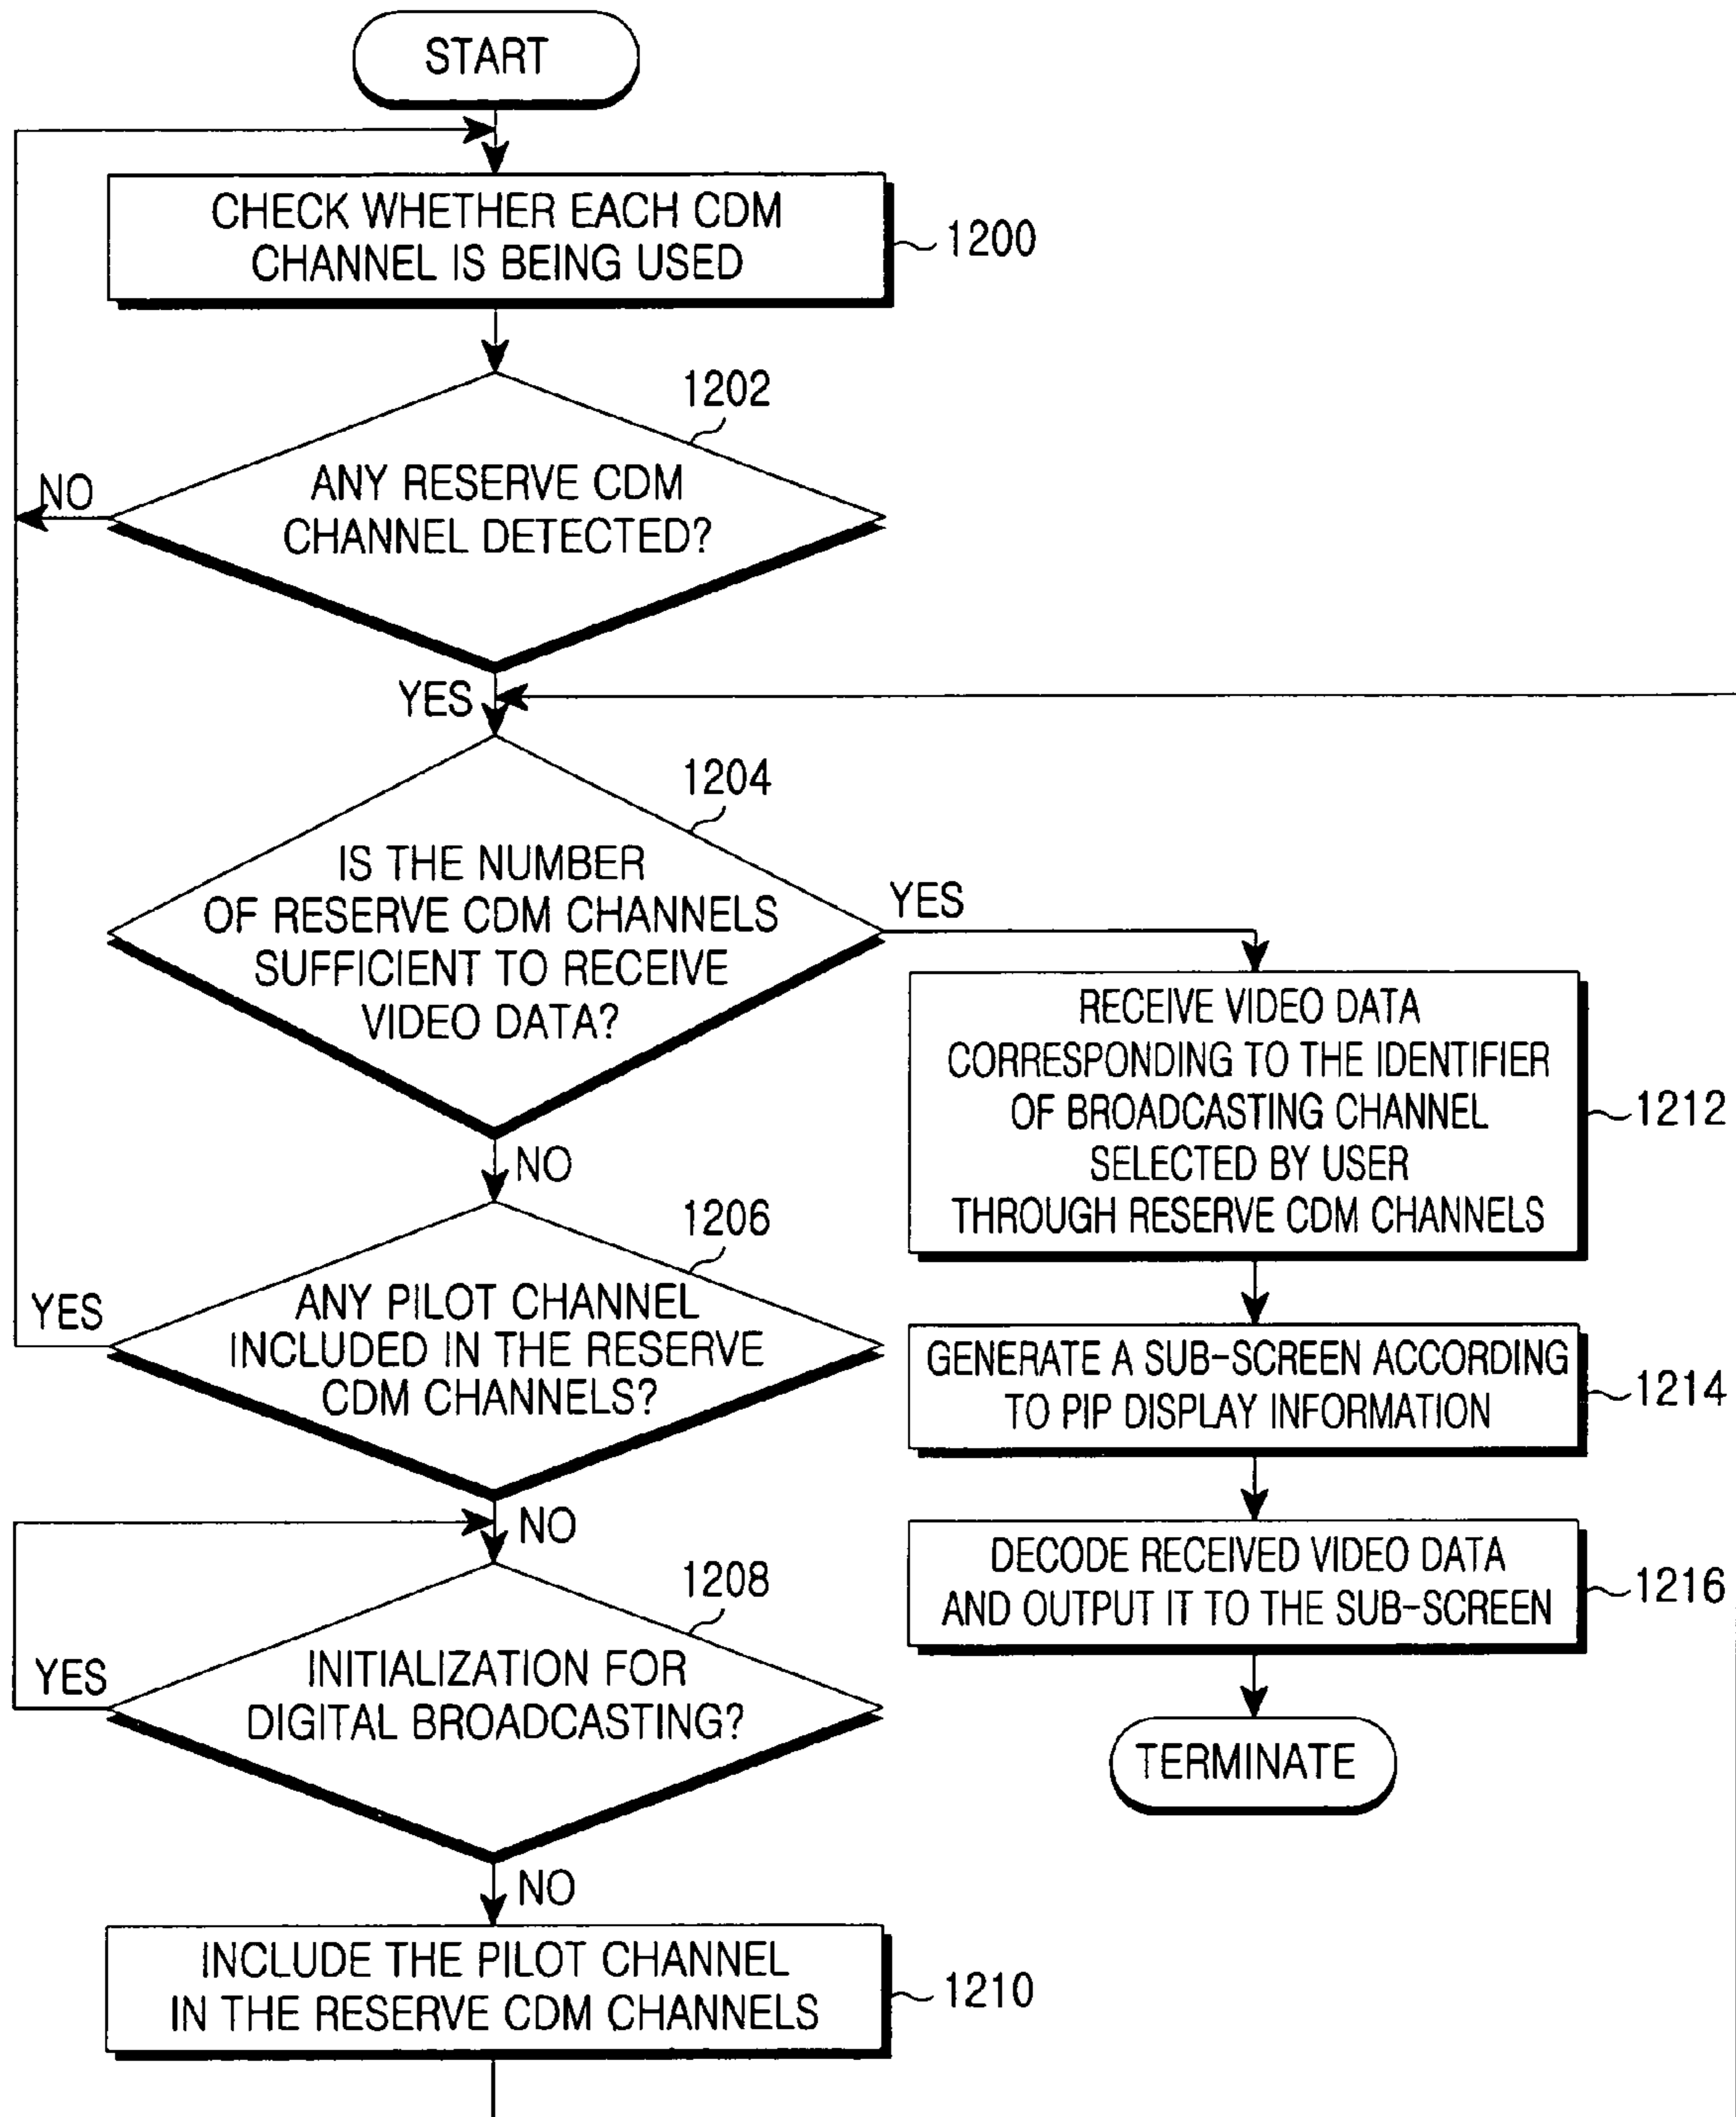 START
CHECK WHETHER EACH CDM
CHANNEL IS BEING USED
1200
1202
ANY RESERVE CDM
CHANNEL DETECTED?
NO
YES
1204
IS THE NUMBER
OF RESERVE CDM CHANNELS
SUFFICIENT TO RECEIVE
VIDEO DATA?
YES
NO
1206
ANY PILOT CHANNEL
INCLUDED IN THE RESERVE
CDM CHANNELS?
YES
NO
1208
INITIALIZATION FOR
DIGITAL BROADCASTING?
YES
NO
INCLUDE THE PILOT CHANNEL
IN THE RESERVE CDM CHANNELS
1210
RECEIVE VIDEO DATA
CORRESPONDING TO THE IDENTIFIER
OF BROADCASTING CHANNEL
SELECTED BY USER
THROUGH RESERVE CDM CHANNELS
1212
GENERATE A SUB-SCREEN ACCORDING
TO PIP DISPLAY INFORMATION
1214
DECODE RECEIVED VIDEO DATA
AND OUTPUT IT TO THE SUB-SCREEN
1216
TERMINATE